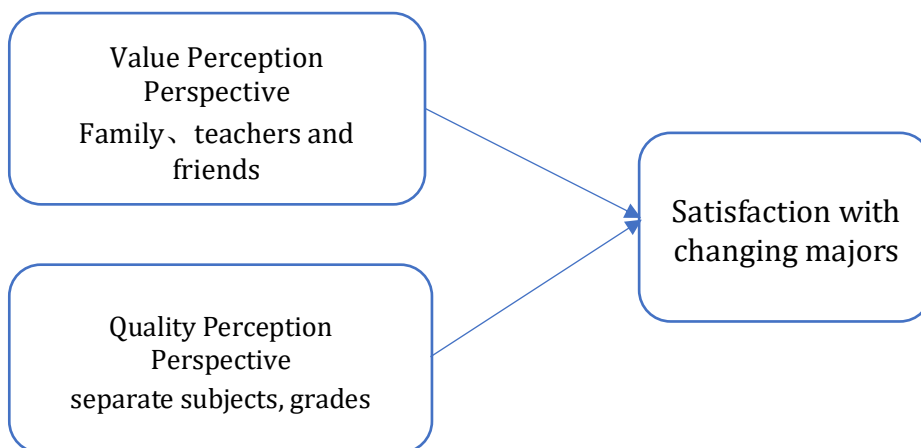 Value Perception
Perspective
Family、teachers and
friends
Satisfaction with
changing majors
Quality Perception
Perspective
separate subjects, grades